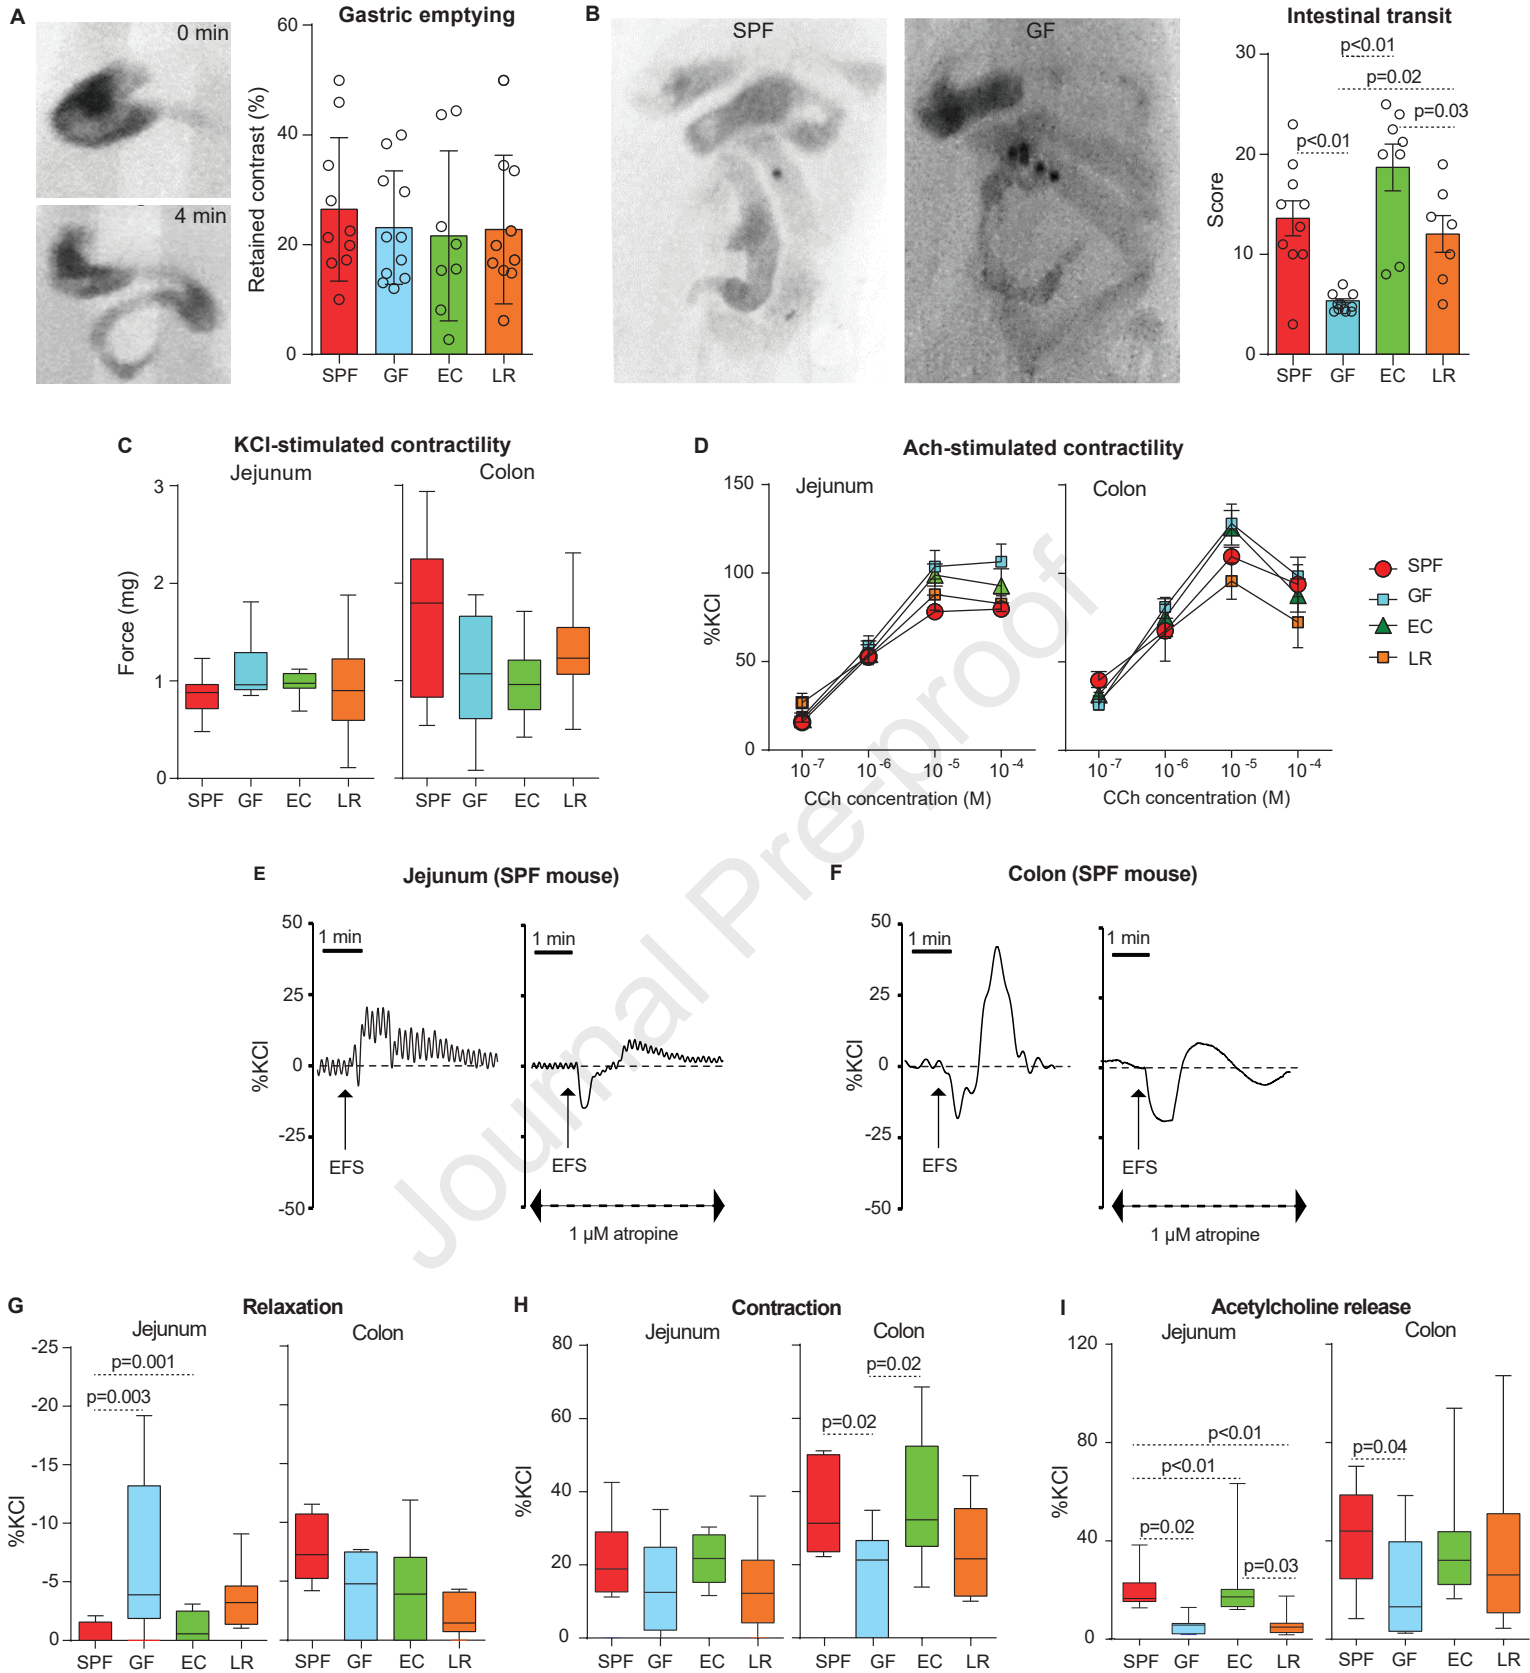 A
0 min
4 min
Gastric emptying
Retained contrast (%)
60
40
20
0
SPF GF EC LR
B
SPF
GF
Intestinal transit
Score
30
20
10
0
p<0.01
p=0.02
p=0.03
p<0.01
SPF GF EC LR
C
KCl-stimulated contractility
Jejunum
Colon
Force (mg)
3
2
1
0
SPF GF EC LR
SPF GF EC LR
D
Ach-stimulated contractility
Jejunum
Colon
%KCl
150
100
50
0
10-7 10-6 10-5 10-4
CCh concentration (M)
10-7 10-6 10-5 10-4
CCh concentration (M)
SPF
GF
EC
LR
Journal Pre-proof
E
Jejunum (SPF mouse)
%KCl
50
25
0
-25
-50
1 min
EFS
1 min
EFS
1 µM atropine
F
Colon (SPF mouse)
%KCl
50
25
0
-25
-50
1 min
EFS
1 min
EFS
1 µM atropine
G
Relaxation
Jejunum
Colon
%KCl
-25
-20
-15
-10
-5
0
p=0.001
p=0.003
SPF GF EC LR
SPF GF EC LR
H
Contraction
Jejunum
Colon
%KCl
80
60
40
20
0
p=0.02
p=0.02
SPF GF EC LR
SPF GF EC LR
I
Acetylcholine release
Jejunum
Colon
%KCl
120
80
40
0
p<0.01
p<0.01
p=0.02
p=0.03
p=0.04
SPF GF EC LR
SPF GF EC LR